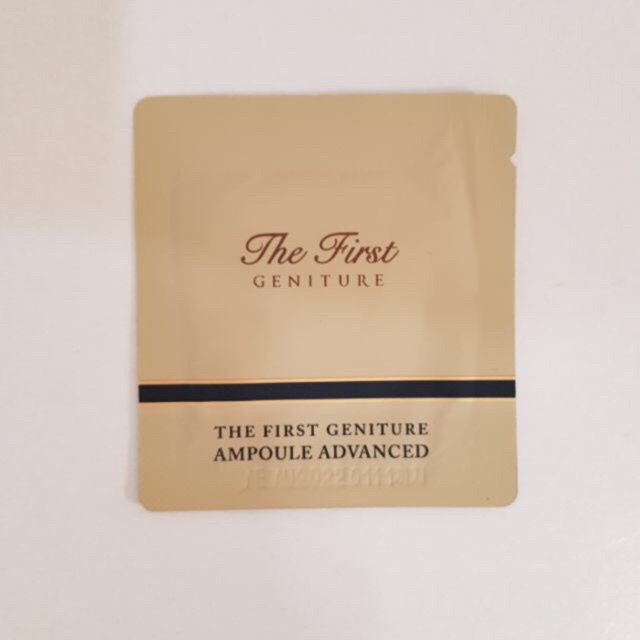 The First
GENITURE
THE FIRST GENITURE
AMPOULE ADVANCED